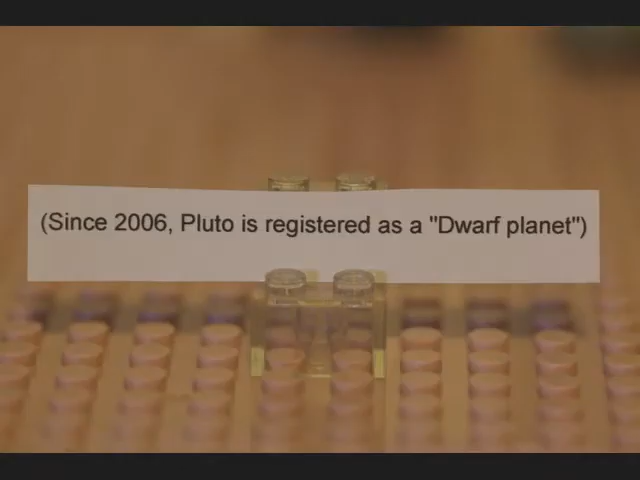 (Since 2006, Pluto is registered as a "Dwarf planet")